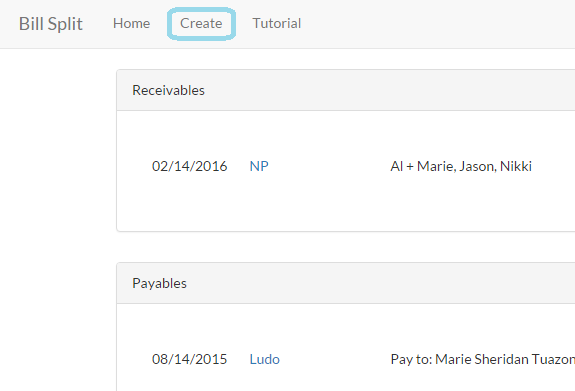 Bill Split Home Create Tutorial
Receivables
02/14/2016 NP Al + Marie, Jason, Nikki
Payables
08/14/2015 Ludo Pay to: Marie Sheridan Tuazon